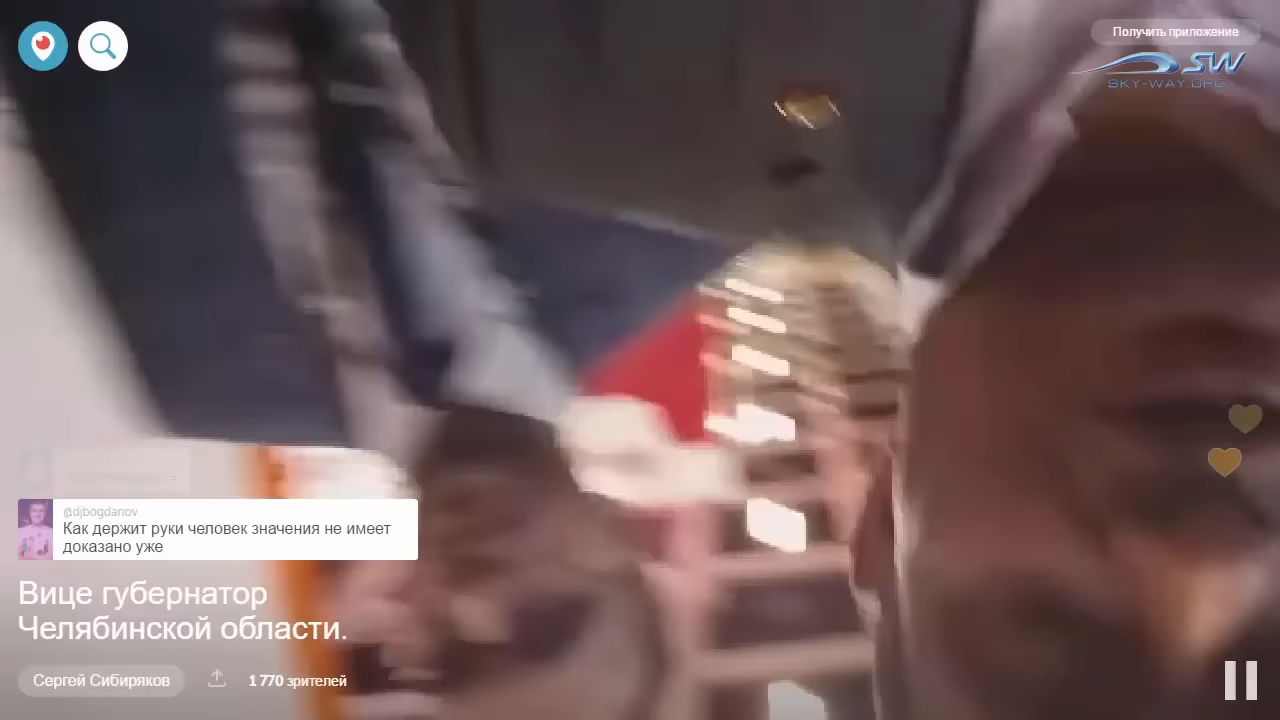 Получить приложение
SW
SKY-WAY.ORG
@djbogdanov
Как держит руки человек значения не имеет
доказано уже
Вице губернатор
Челябинской области.
Сергей Сибиряков
1 770 зрителей